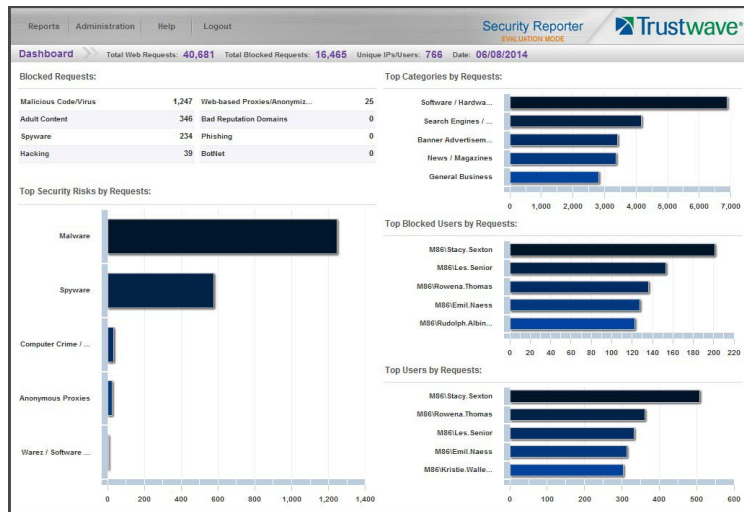 Reports Administration Help Logout
Security Reporter
EVALUATION MODE
Trustwave®
Dashboard Total Web Requests: 40,681 Total Blocked Requests: 16,465 Unique IPs/Users: 766 Date: 06/08/2014
Blocked Requests:
Malicious Code/Virus 1,247 Web-based Proxies/Anonymiz... 25
Adult Content 346 Bad Reputation Domains 0
Spyware 234 Phishing 0
Hacking 39 BotNet 0
Top Security Risks by Requests:
Malware
Spyware
Computer Crime / ...
Anonymous Proxies
Warez / Software ...
0 200 400 600 800 1,000 1,200 1,400
Top Categories by Requests:
Software / Hardwa...
Search Engines / ...
Banner Advertisem...
News / Magazines
General Business
0 1,000 2,000 3,000 4,000 5,000 6,000 7,000
Top Blocked Users by Requests:
M86\Stacy.Sexton
M86\Les.Senior
M86\Rowena.Thomas
M86\Emil.Naess
M86\Rudolph.Albin...
0 20 40 60 80 100 120 140 160 180 200 220
Top Users by Requests:
M86\Stacy.Sexton
M86\Rowena.Thomas
M86\Les.Senior
M86\Emil.Naess
M86\Kristie.Walle...
0 100 200 300 400 500 600